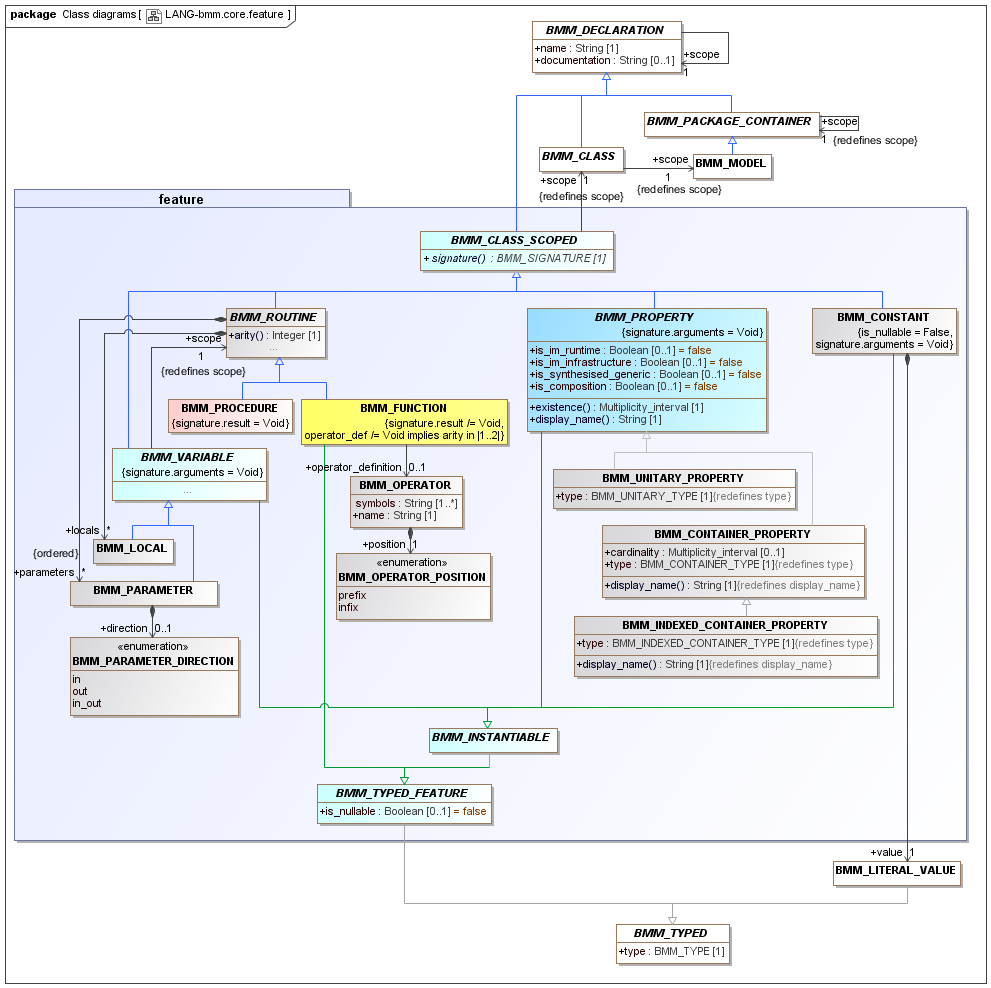 package Class diagrams [ LANG-bmm.core.feature ]
BMM_DECLARATION
+name : String [1]
+documentation : String [0..1]
+scope
1
BMM_PACKAGE_CONTAINER
+scope
1 {redefines scope}
BMM_CLASS
+scope
1
{redefines scope}
BMM_MODEL
+scope 1
{redefines scope}
feature
BMM_CLASS_SCOPED
+ signature() : BMM_SIGNATURE [1]
BMM_ROUTINE
+arity() : Integer [1]
...
+scope
1
{redefines scope}
BMM_PROPERTY
{signature.arguments = Void}
+is_im_runtime : Boolean [0..1] = false
+is_im_infrastructure : Boolean [0..1] = false
+is_synthesised_generic : Boolean [0..1] = false
+is_composition : Boolean [0..1] = false
+existence() : Multiplicity_interval [1]
+display_name() : String [1]
BMM_CONSTANT
{is_nullable = False,
signature.arguments = Void}
BMM_PROCEDURE
{signature.result = Void}
BMM_FUNCTION
{signature.result /= Void,
operator_def /= Void implies arity in |1..2|}
BMM_VARIABLE
{signature.arguments = Void}
...
+operator_definition 0..1
BMM_OPERATOR
symbols : String [1..*]
+name : String [1]
BMM_UNITARY_PROPERTY
+type : BMM_UNITARY_TYPE [1]{redefines type}
+locals *
{ordered}
BMM_LOCAL
+position 1
BMM_CONTAINER_PROPERTY
+cardinality : Multiplicity_interval [0..1]
+type : BMM_CONTAINER_TYPE [1]{redefines type}
+display_name() : String [1]{redefines display_name}
+parameters *
BMM_PARAMETER
«enumeration»
BMM_OPERATOR_POSITION
prefix
infix
+direction 0..1
BMM_INDEXED_CONTAINER_PROPERTY
+type : BMM_INDEXED_CONTAINER_TYPE [1]{redefines type}
+display_name() : String [1]{redefines display_name}
«enumeration»
BMM_PARAMETER_DIRECTION
in
out
in_out
BMM_INSTANTIABLE
BMM_TYPED_FEATURE
+is_nullable : Boolean [0..1] = false
+value 1
BMM_LITERAL_VALUE
BMM_TYPED
+type : BMM_TYPE [1]